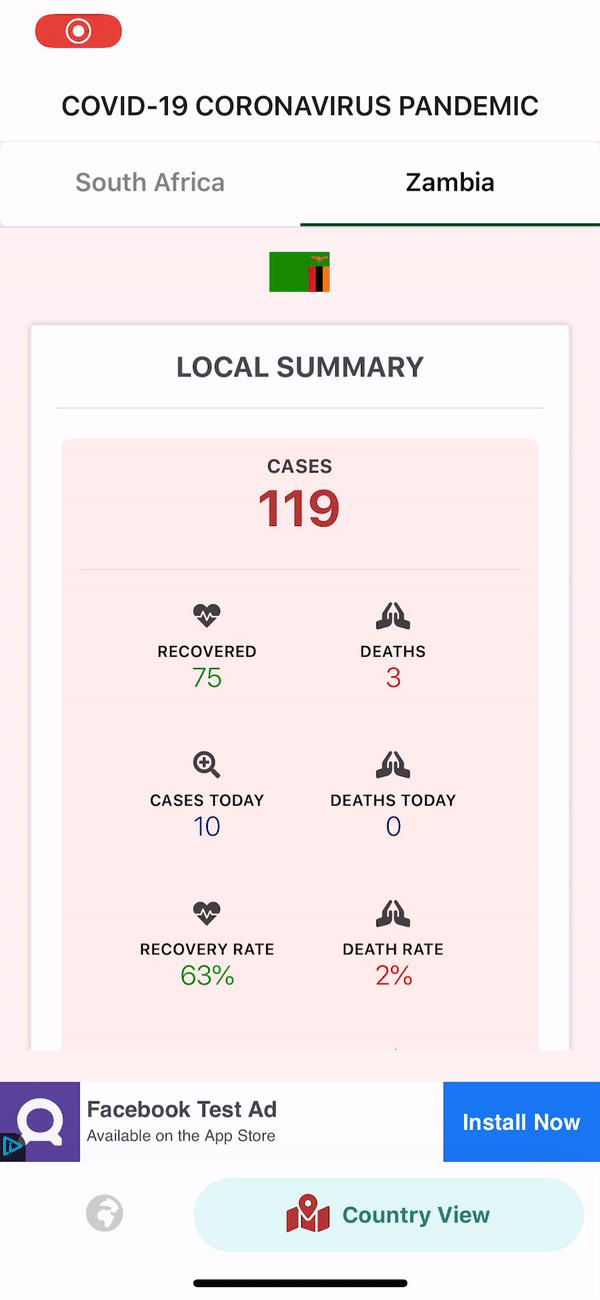 COVID-19 CORONAVIRUS PANDEMIC
South Africa Zambia
LOCAL SUMMARY
CASES
119
RECOVERED DEATHS
75 3
CASES TODAY DEATHS TODAY
10 0
RECOVERY RATE DEATH RATE
63% 2%
Facebook Test Ad
Available on the App Store
Install Now
Country View